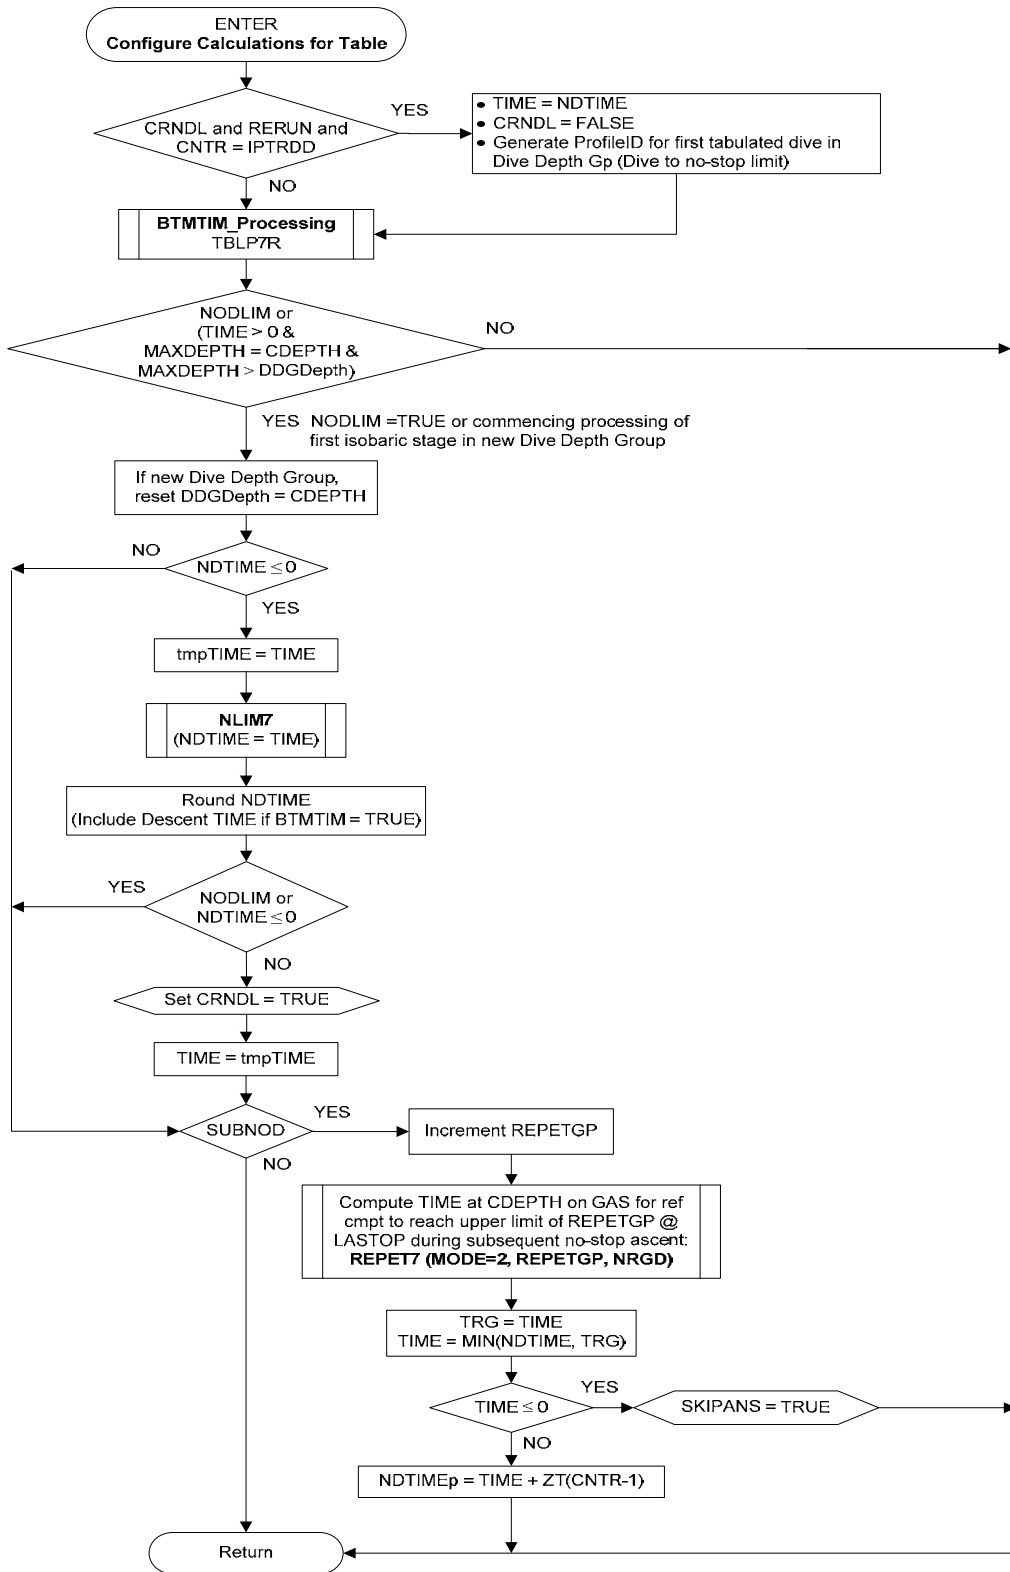 ENTER
Configure Calculations for Table
CRNDL and RERUN and
CNTR = IPTRDD
YES
• TIME = NDTIME
• CRNDL = FALSE
• Generate ProfileID for first tabulated dive in
Dive Depth Gp (Dive to no-stop limit)
NO
BTMTIM_Processing
TBLP7R
NODLIM or
(TIME > 0 &
MAXDEPTH = CDEPTH &
MAXDEPTH > DDGDepth)
NO
YES NODLIM =TRUE or commencing processing of
first isobaric stage in new Dive Depth Group
If new Dive Depth Group,
reset DDGDepth = CDEPTH
NO
NDTIME ≤ 0
YES
tmpTIME = TIME
NLIM7
(NDTIME = TIME)
Round NDTIME
(Include Descent TIME if BTMTIM = TRUE)
YES
NODLIM or
NDTIME ≤ 0
NO
Set CRNDL = TRUE
TIME = tmpTIME
SUBNOD
YES
Increment REPETGP
NO
Compute TIME at CDEPTH on GAS for ref
cmpt to reach upper limit of REPETGP @
LASTOP during subsequent no-stop ascent:
REPET7 (MODE=2, REPETGP, NRGD)
TRG = TIME
TIME = MIN(NDTIME, TRG)
TIME ≤ 0
YES
SKIPANS = TRUE
NO
NDTIMEp = TIME + ZT(CNTR-1)
Return